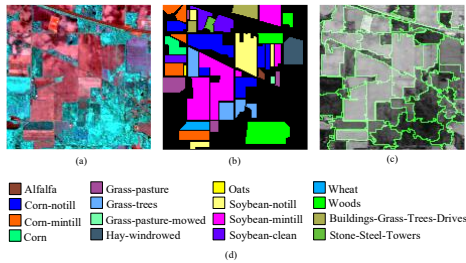 (a) (b) (c)
Alfalfa Grass-pasture Oats Wheat
Corn-notill Grass-trees Soybean-notill Woods
Corn-mintill Grass-pasture-mowed Soybean-mintill Buildings-Grass-Trees-Drives
Corn Hay-windrowed Soybean-clean Stone-Steel-Towers
(d)